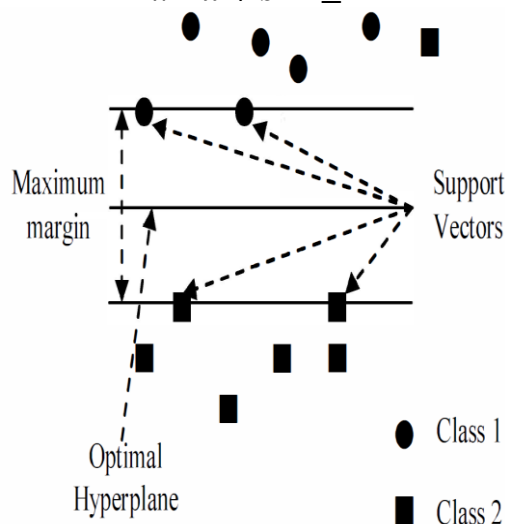 Maximum
margin
Support
Vectors
Optimal
Hyperplane
Class 1
Class 2